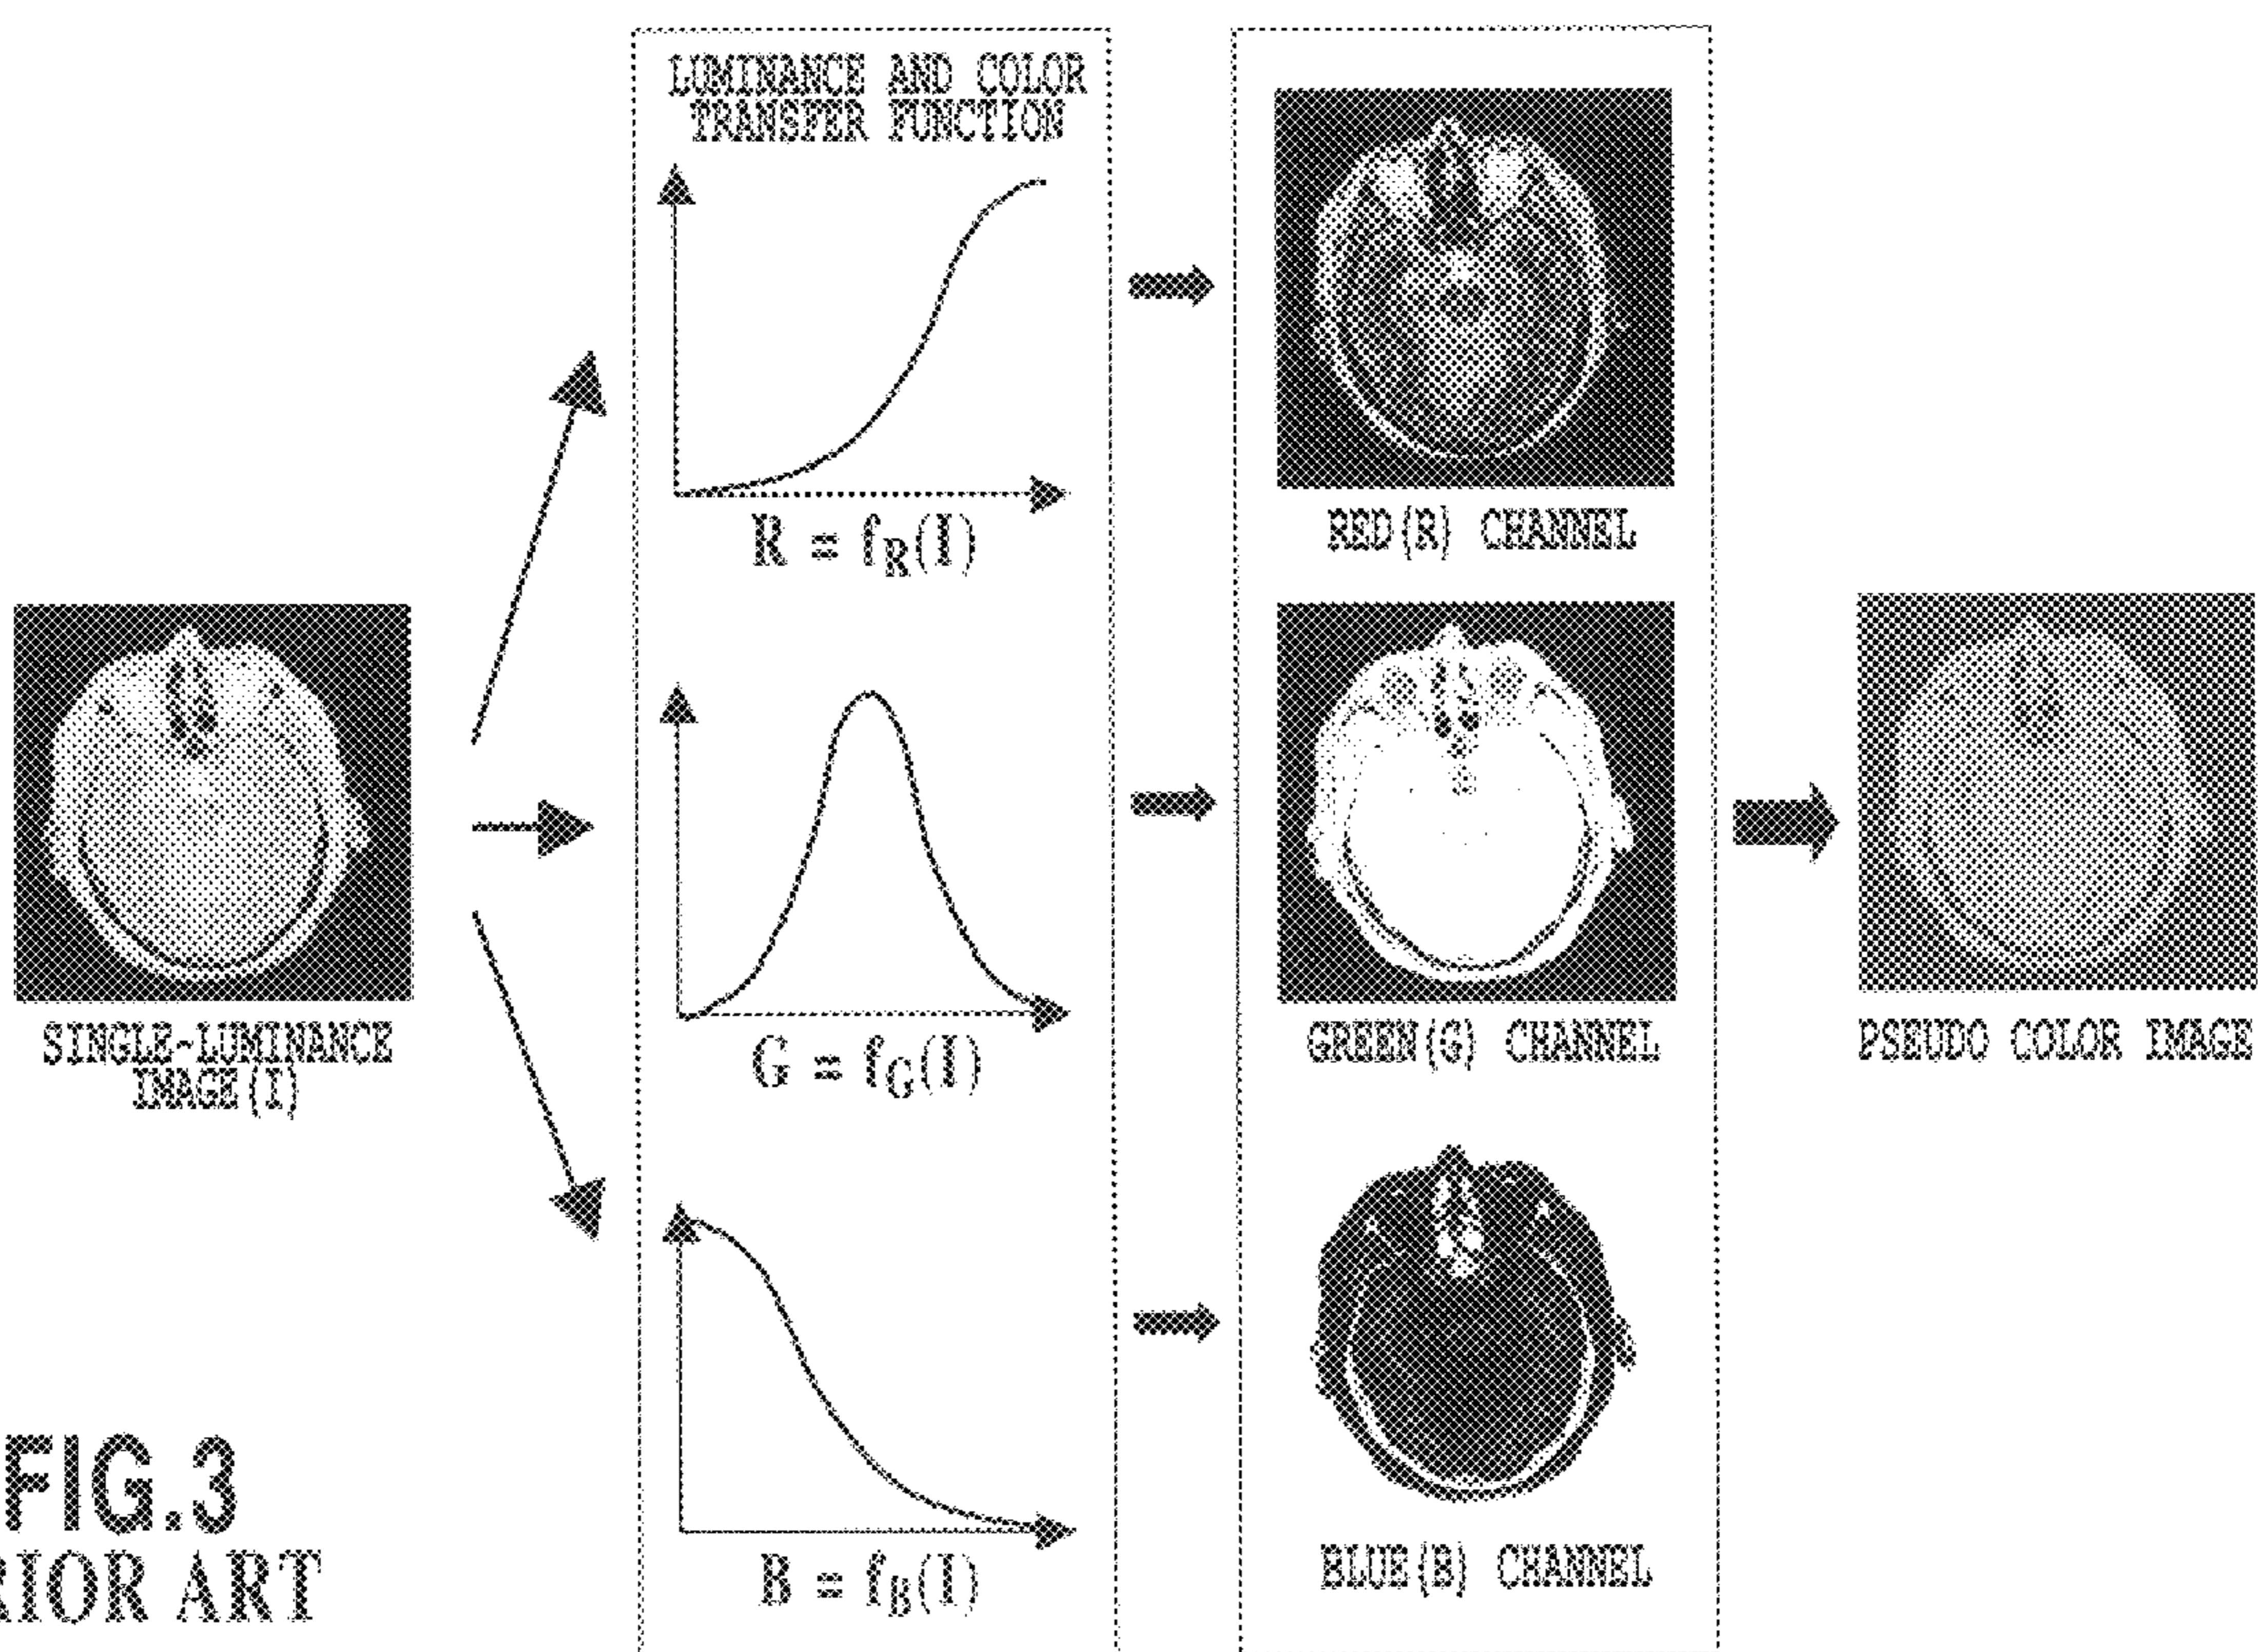 LUMINANCE AND COLOR
TRANSFER FUNCTION
R = fR(I)
RED(R) CHANNEL
SINGLE-LUMINANCE
IMAGE(I)
G = fG(I)
GREEN(G) CHANNEL
PSEUDO COLOR IMAGE
B = fB(I)
BLUE(B) CHANNEL
FIG.3
RIOR ART